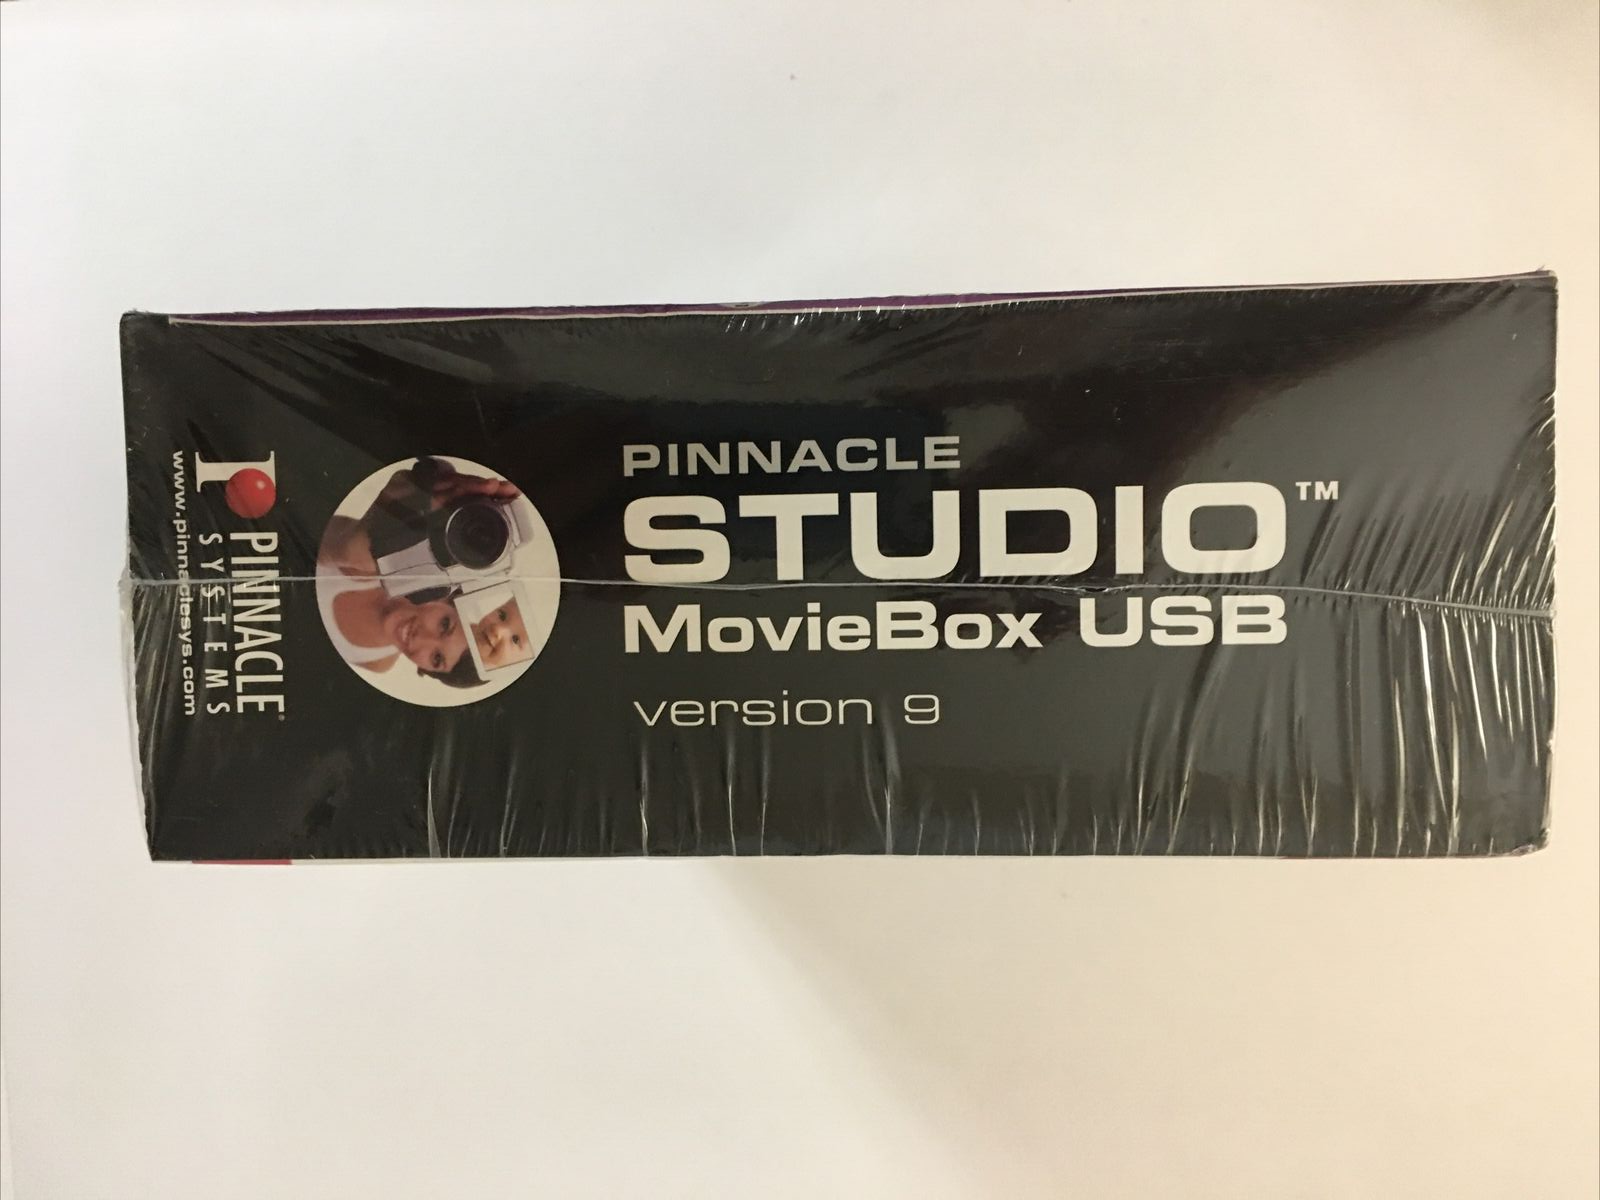 PINNACLE
STUDIO™
MovieBox USB
version 9
PINNACLE®
SYSTEMS
www.pinnaclesys.com